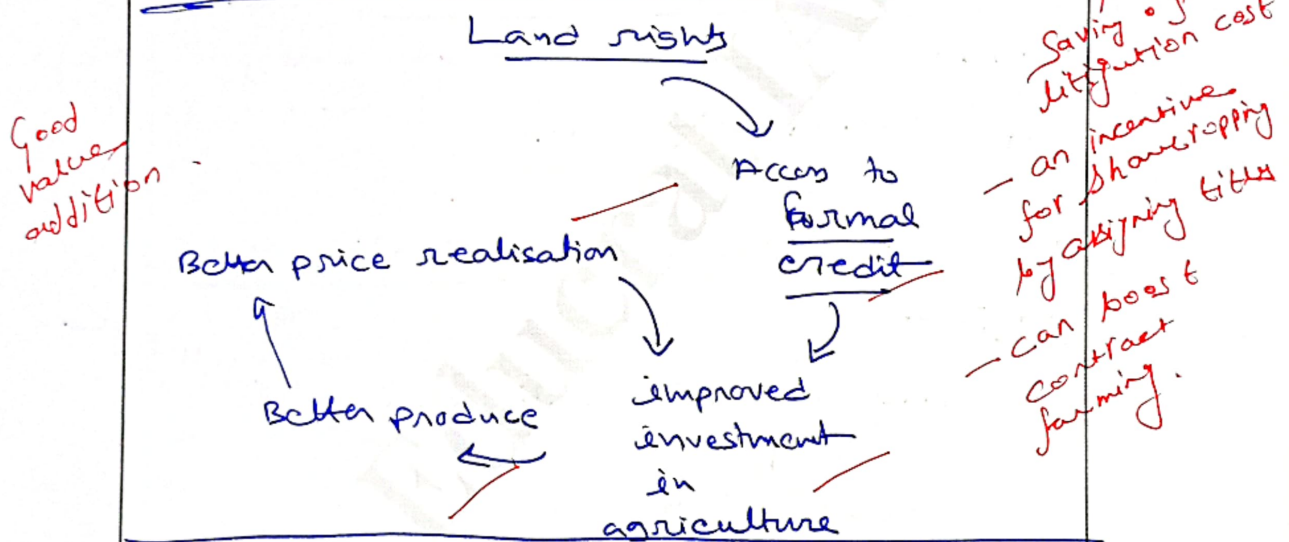 Land rights
Access to
formal
credit
improved
investment
in
agriculture
Better produce
Better price realisation
Good
value
addition
Saving of
litigation cost
- an incentive
for sharecropping
by assigning titles
- can boost
contract
farming.